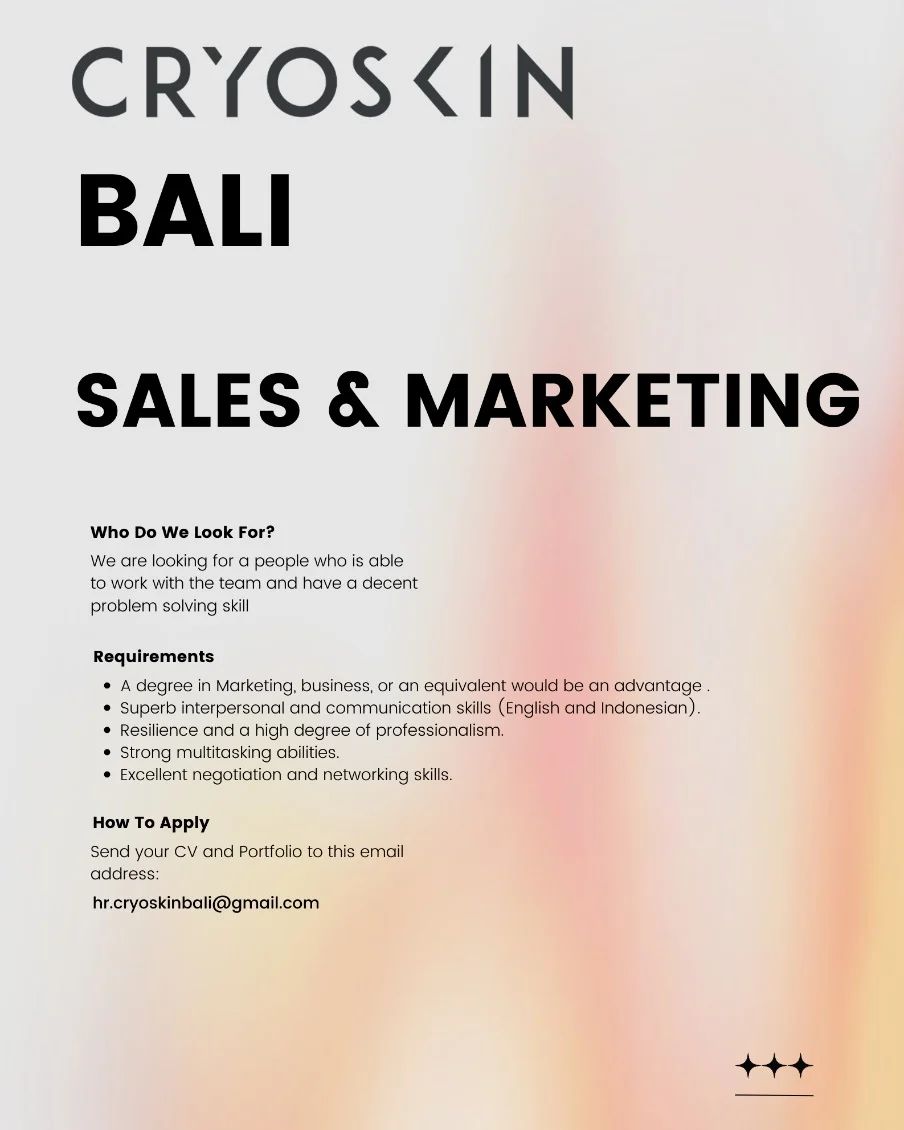 CRYOSKIN
BALI
SALES & MARKETING
Who Do We Look For?
We are looking for a people who is able
to work with the team and have a decent
problem solving skill
Requirements
• A degree in Marketing, business, or an equivalent would be an advantage .
• Superb interpersonal and communication skills (English and Indonesian).
• Resilience and a high degree of professionalism.
• Strong multitasking abilities.
• Excellent negotiation and networking skills.
How To Apply
Send your CV and Portfolio to this email
address:
hr.cryoskinbali@gmail.com